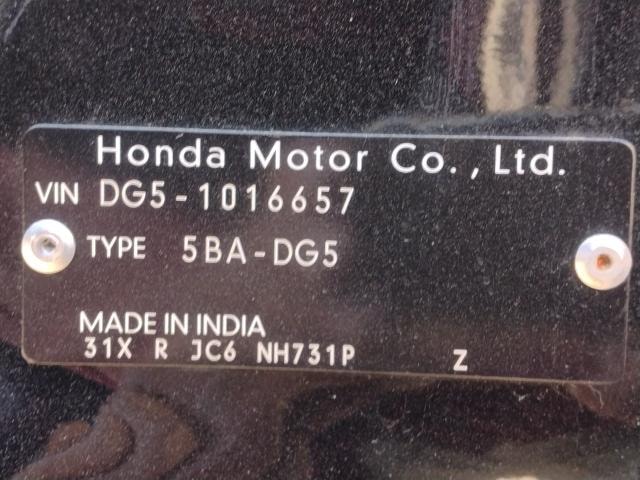 Honda Motor Co., Ltd.
VIN DG5-1016657
TYPE 5BA-DG5
MADE IN INDIA
31X R JC6 NH731P Z